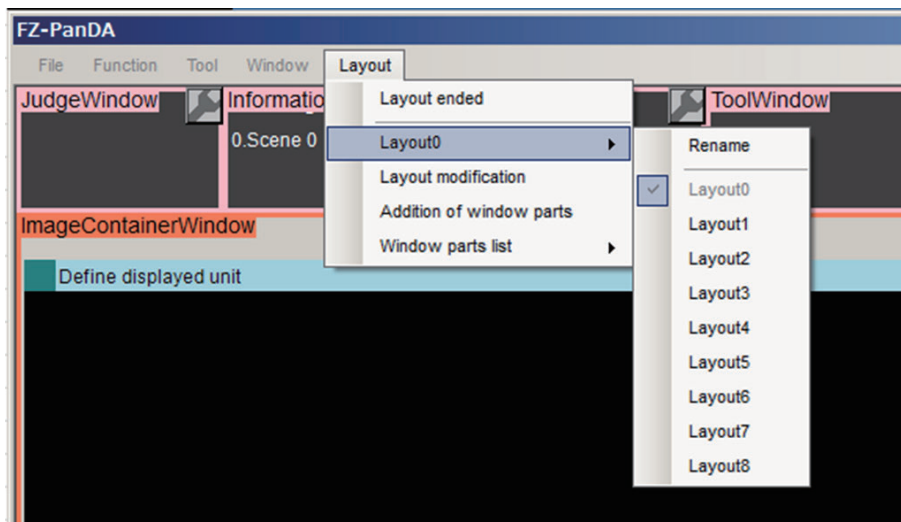 FZ-PanDA
File Function Tool Window Layout
JudgeWindow Informatio ToolWindow
0.Scene 0
Layout ended
Layout0
Layout modification
Addition of window parts
Window parts list
Rename
Layout0
Layout1
Layout2
Layout3
Layout4
Layout5
Layout6
Layout7
Layout8
ImageContainerWindow
Define displayed unit